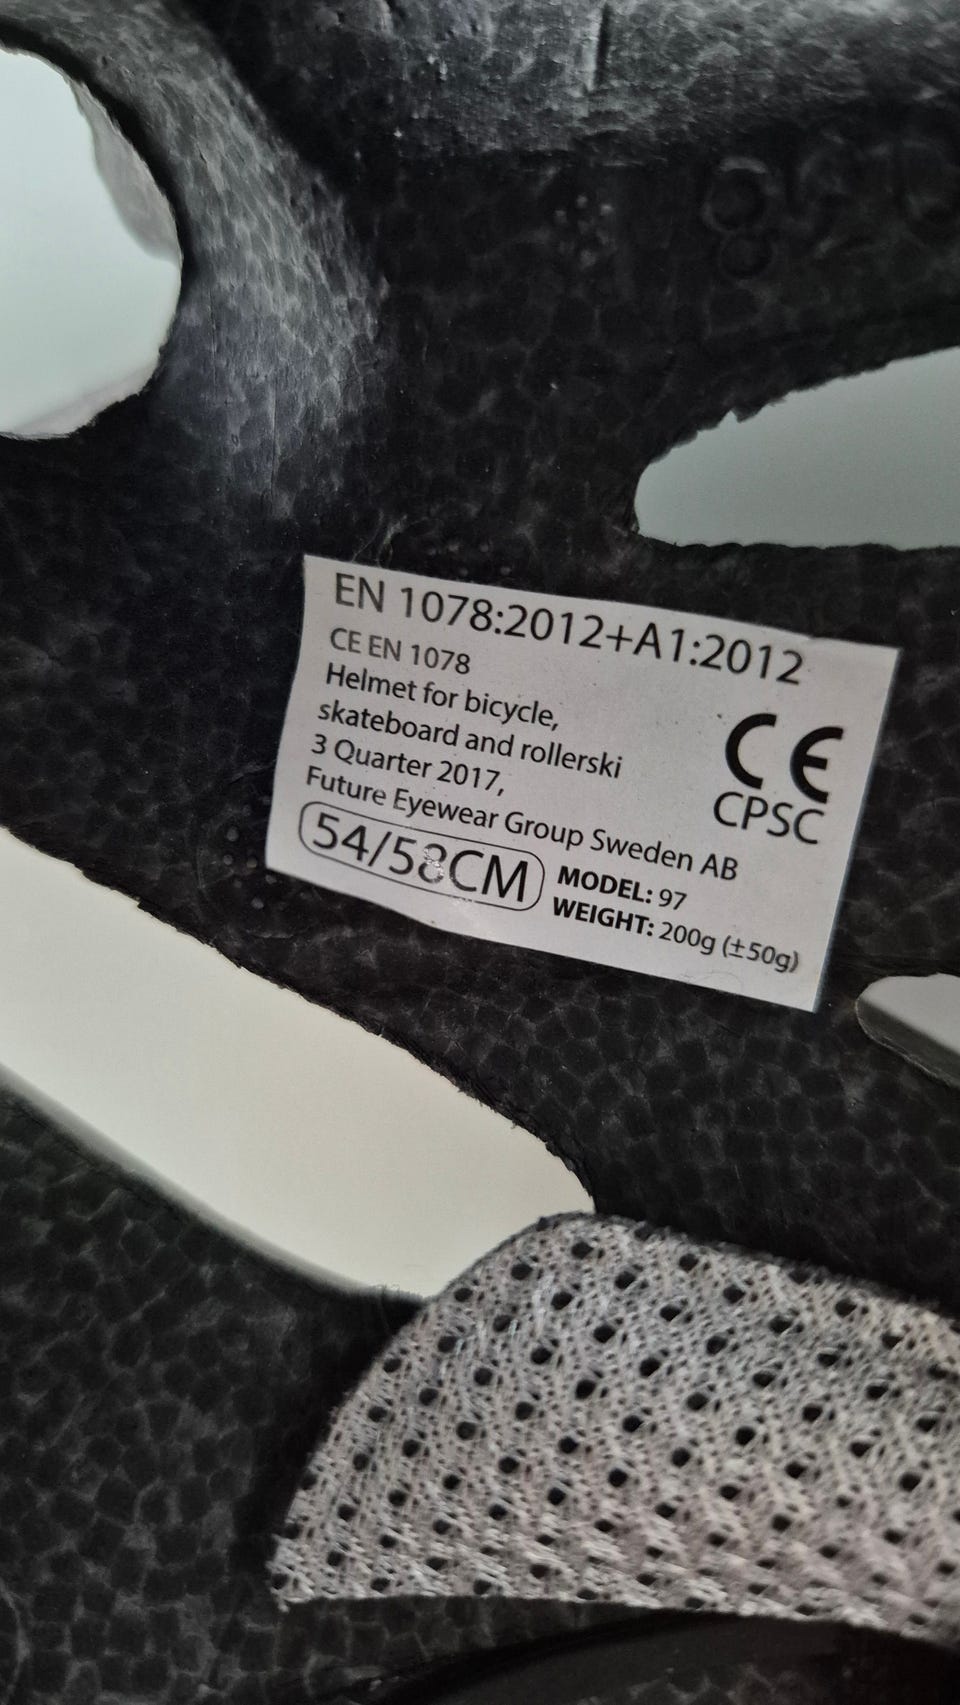 EN 1078:2012+A1:2012
CE EN 1078
Helmet for bicycle,
skateboard and rollerski
3 Quarter 2017,
Future Eyewear Group Sweden AB
CE
CPSC
54/58CM
MODEL: 97
WEIGHT: 200g (±50g)